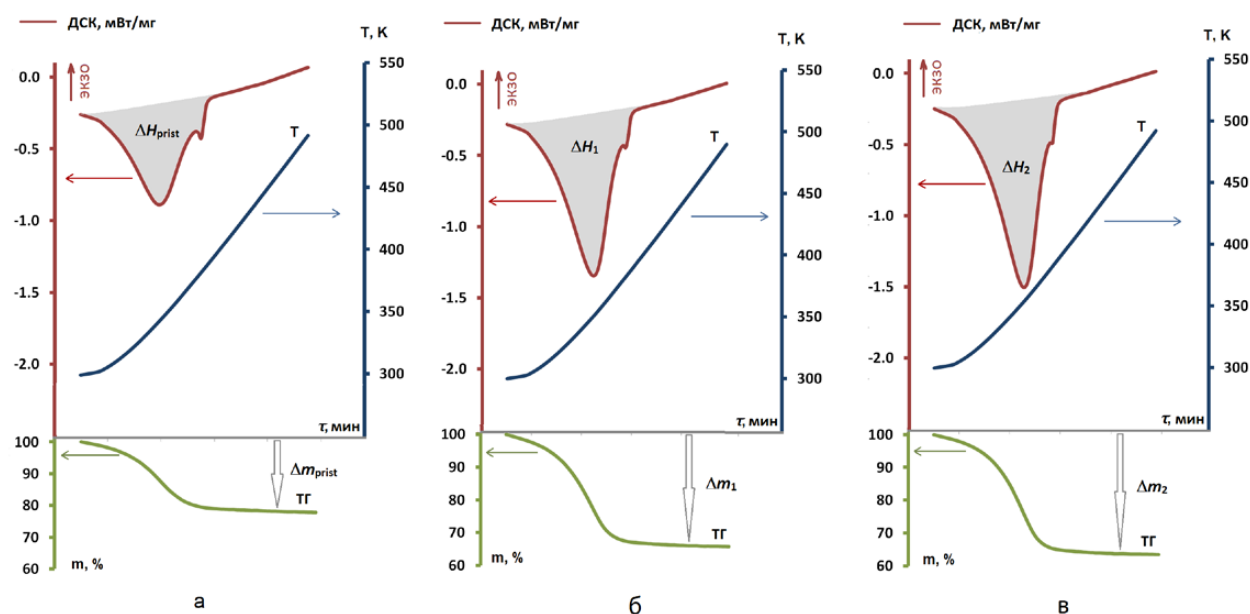 ДСК, мВт/мг
T, K
0.0
-0.5
-1.0
-1.5
-2.0
ЭКЗО
ΔHprist
T
550
500
450
400
350
300
τ, мин
100
90
80
70
60
Δmprist
ТГ
m, %
а
ДСК, мВт/мг
T, K
0.0
-0.5
-1.0
-1.5
-2.0
ЭКЗО
ΔH1
T
550
500
450
400
350
300
τ, мин
100
90
80
70
60
Δm1
ТГ
m, %
б
ДСК, мВт/мг
T, K
0.0
-0.5
-1.0
-1.5
-2.0
ЭКЗО
ΔH2
T
550
500
450
400
350
300
τ, мин
100
90
80
70
60
Δm2
ТГ
m, %
в